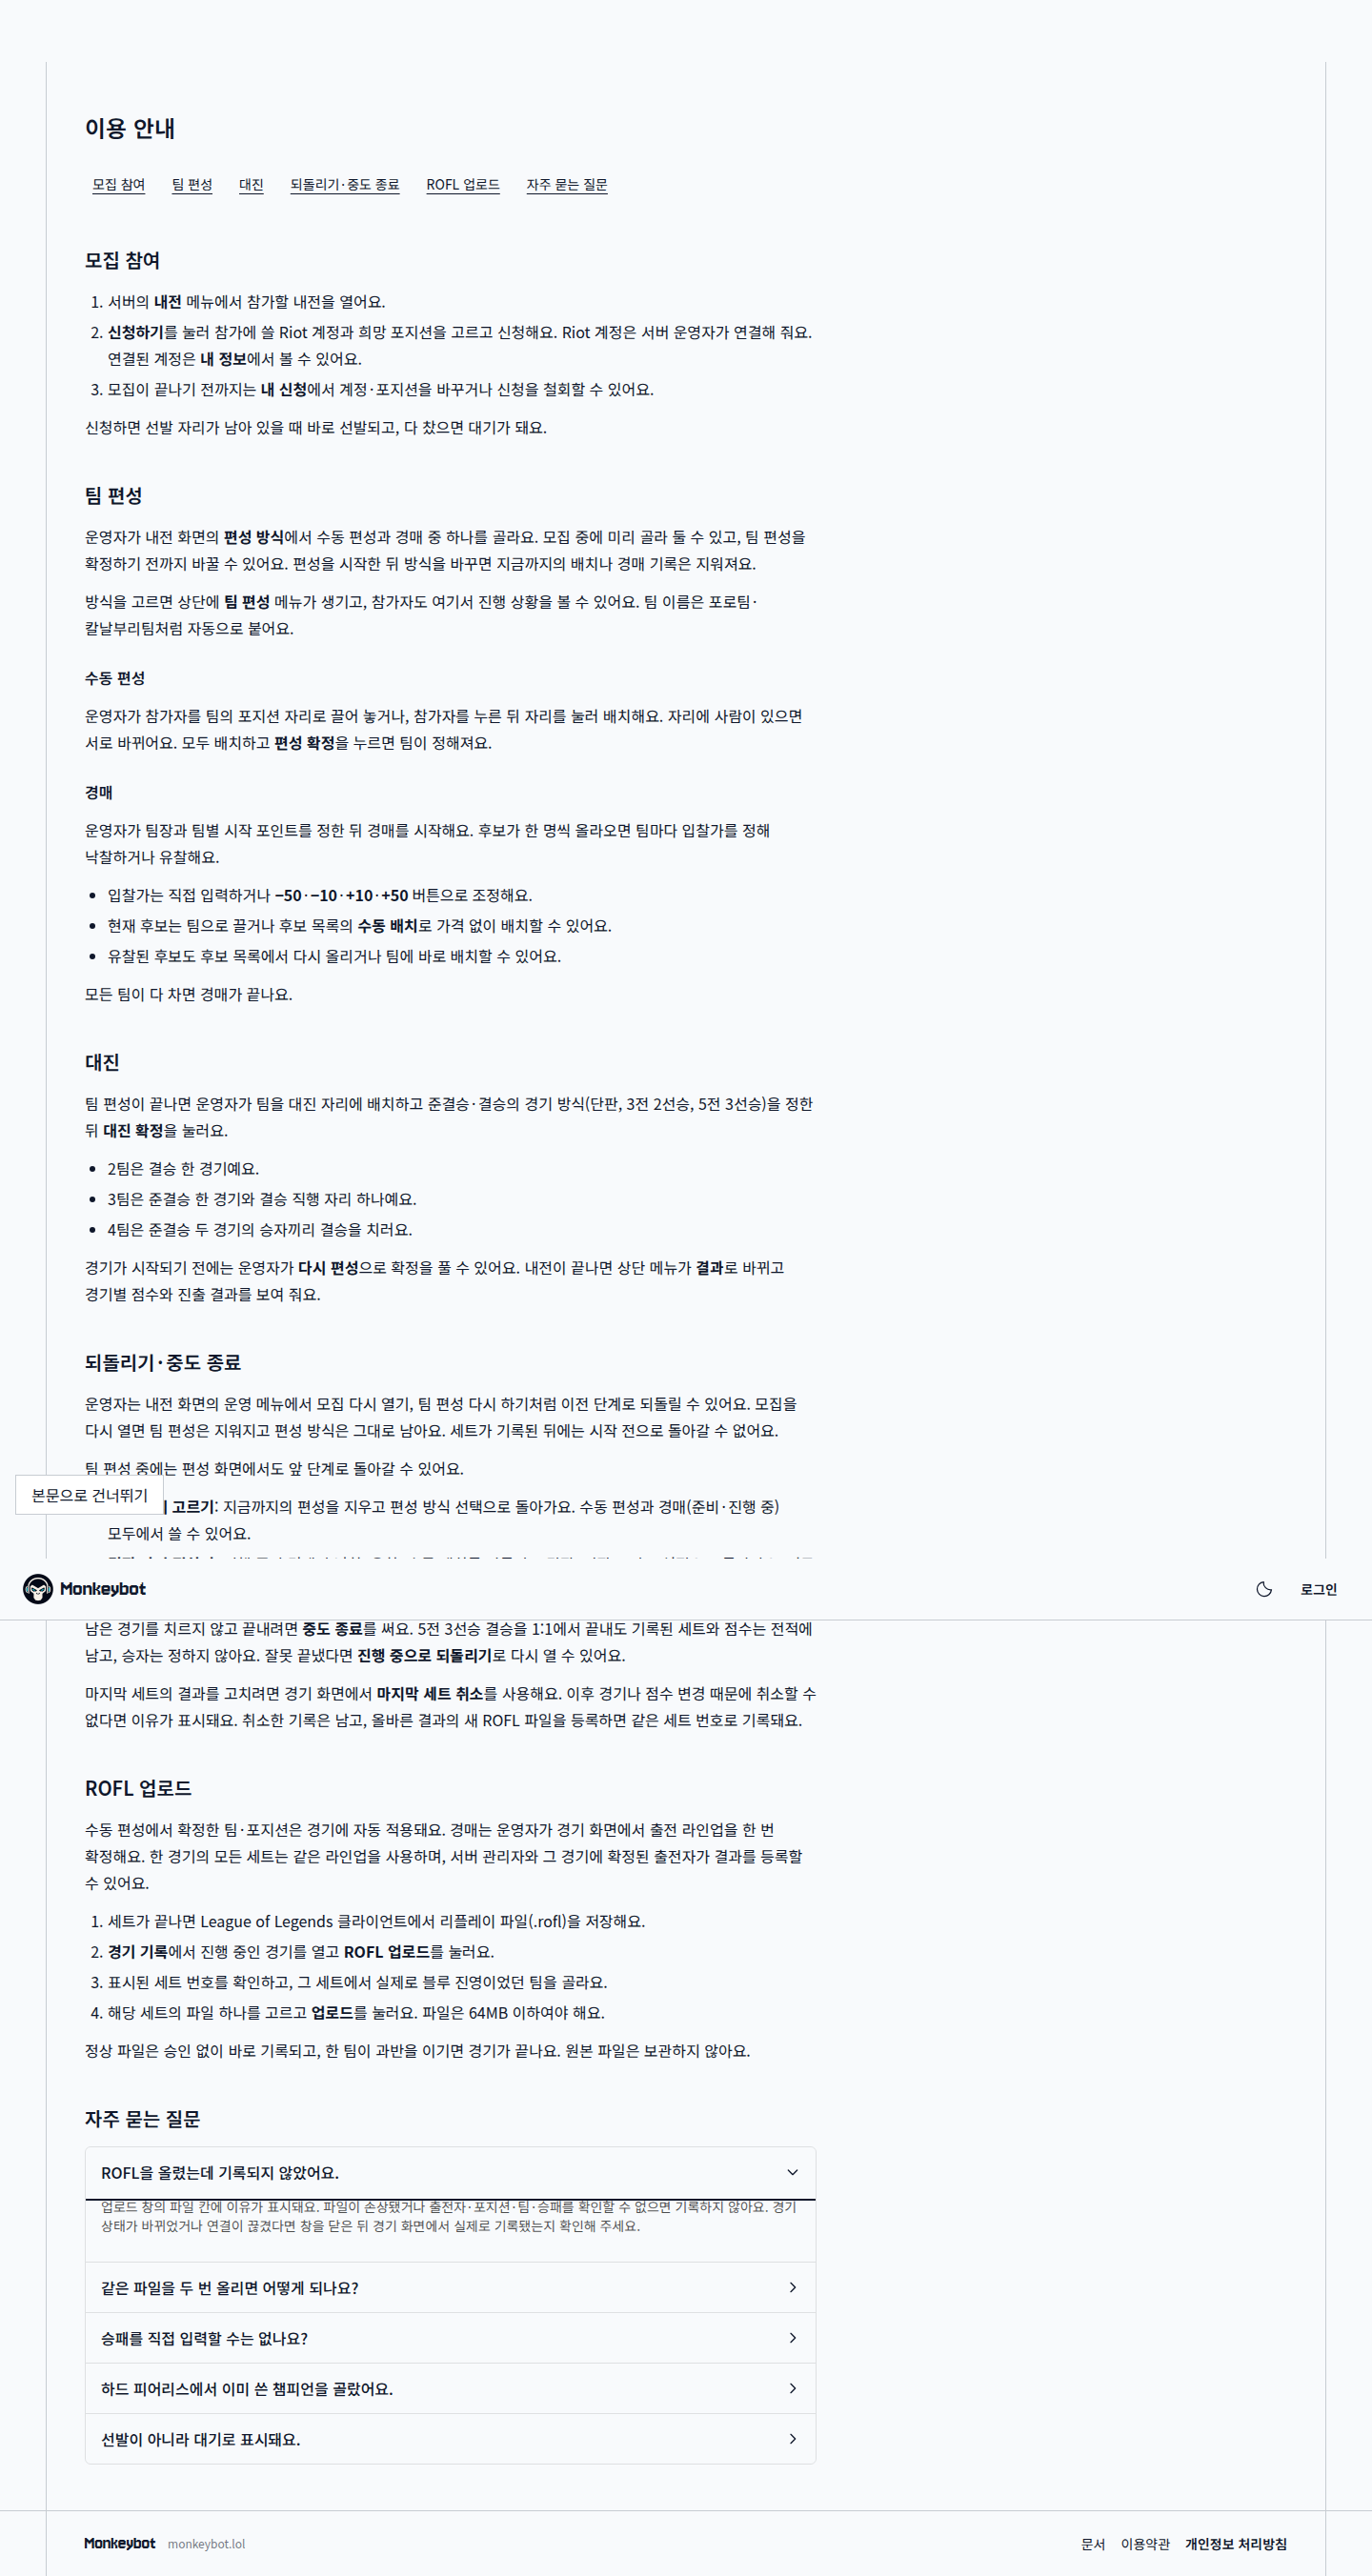 이용 안내
모집 참여 팀 편성 대진 되돌리기·중도 종료 ROFL 업로드 자주 묻는 질문
모집 참여
1. 서버의 내전 메뉴에서 참가할 내전을 열어요.
2. 신청하기를 눌러 참가에 쓸 Riot 계정과 희망 포지션을 고르고 신청해요. Riot 계정은 서버 운영자가 연결해 줘요.
연결된 계정은 내 정보에서 볼 수 있어요.
3. 모집이 끝나기 전까지는 내 신청에서 계정·포지션을 바꾸거나 신청을 철회할 수 있어요.
신청하면 선발 자리가 남아 있을 때 바로 선발되고, 다 찼으면 대기가 돼요.
팀 편성
운영자가 내전 화면의 편성 방식에서 수동 편성과 경매 중 하나를 골라요. 모집 중에 미리 골라 둘 수 있고, 팀 편성을
확정하기 전까지 바꿀 수 있어요. 편성을 시작한 뒤 방식을 바꾸면 지금까지의 배치나 경매 기록은 지워져요.
방식을 고르면 상단에 팀 편성 메뉴가 생기고, 참가자도 여기서 진행 상황을 볼 수 있어요. 팀 이름은 포로팀·
칼날부리팀처럼 자동으로 붙어요.
수동 편성
운영자가 참가자를 팀의 포지션 자리로 끌어 놓거나, 참가자를 누른 뒤 자리를 눌러 배치해요. 자리에 사람이 있으면
서로 바뀌어요. 모두 배치하고 편성 확정을 누르면 팀이 정해져요.
경매
운영자가 팀장과 팀별 시작 포인트를 정한 뒤 경매를 시작해요. 후보가 한 명씩 올라오면 팀마다 입찰가를 정해
낙찰하거나 유찰해요.
• 입찰가는 직접 입력하거나 −50·−10·+10·+50 버튼으로 조정해요.
• 현재 후보는 팀으로 끌거나 후보 목록의 수동 배치로 가격 없이 배치할 수 있어요.
• 유찰된 후보도 후보 목록에서 다시 올리거나 팀에 바로 배치할 수 있어요.
모든 팀이 다 차면 경매가 끝나요.
대진
팀 편성이 끝나면 운영자가 팀을 대진 자리에 배치하고 준결승·결승의 경기 방식(단판, 3전 2선승, 5전 3선승)을 정한
뒤 대진 확정을 눌러요.
• 2팀은 결승 한 경기예요.
• 3팀은 준결승 한 경기와 결승 직행 자리 하나예요.
• 4팀은 준결승 두 경기의 승자끼리 결승을 치러요.
경기가 시작되기 전에는 운영자가 다시 편성으로 확정을 풀 수 있어요. 내전이 끝나면 상단 메뉴가 결과로 바뀌고
경기별 점수와 진출 결과를 보여 줘요.
되돌리기·중도 종료
운영자는 내전 화면의 운영 메뉴에서 모집 다시 열기, 팀 편성 다시 하기처럼 이전 단계로 되돌릴 수 있어요. 모집을
다시 열면 팀 편성은 지워지고 편성 방식은 그대로 남아요. 세트가 기록된 뒤에는 시작 전으로 돌아갈 수 없어요.
팀 편성 중에는 편성 화면에서도 앞 단계로 돌아갈 수 있어요.
본문으로 건너뛰기
고르기: 지금까지의 편성을 지우고 편성 방식 선택으로 돌아가요. 수동 편성과 경매(준비·진행 중)
모두에서 쓸 수 있어요.
Monkeybot 로그인
남은 경기를 치르지 않고 끝내려면 중도 종료를 써요. 5전 3선승 결승을 1:1에서 끝내도 기록된 세트와 점수는 전적에
남고, 승자는 정하지 않아요. 잘못 끝냈다면 진행 중으로 되돌리기로 다시 열 수 있어요.
마지막 세트의 결과를 고치려면 경기 화면에서 마지막 세트 취소를 사용해요. 이후 경기나 점수 변경 때문에 취소할 수
없다면 이유가 표시돼요. 취소한 기록은 남고, 올바른 결과의 새 ROFL 파일을 등록하면 같은 세트 번호로 기록돼요.
ROFL 업로드
수동 편성에서 확정한 팀·포지션은 경기에 자동 적용돼요. 경매는 운영자가 경기 화면에서 출전 라인업을 한 번
확정해요. 한 경기의 모든 세트는 같은 라인업을 사용하며, 서버 관리자와 그 경기에 확정된 출전자가 결과를 등록할
수 있어요.
1. 세트가 끝나면 League of Legends 클라이언트에서 리플레이 파일(.rofl)을 저장해요.
2. 경기 기록에서 진행 중인 경기를 열고 ROFL 업로드를 눌러요.
3. 표시된 세트 번호를 확인하고, 그 세트에서 실제로 블루 진영이었던 팀을 골라요.
4. 해당 세트의 파일 하나를 고르고 업로드를 눌러요. 파일은 64MB 이하여야 해요.
정상 파일은 승인 없이 바로 기록되고, 한 팀이 과반을 이기면 경기가 끝나요. 원본 파일은 보관하지 않아요.
자주 묻는 질문
ROFL을 올렸는데 기록되지 않았어요.
업로드 창의 파일 칸에 이유가 표시돼요. 파일이 손상됐거나 출전자·포지션·팀·승패를 확인할 수 없으면 기록하지 않아요. 경기
상태가 바뀌었거나 연결이 끊겼다면 창을 닫은 뒤 경기 화면에서 실제로 기록됐는지 확인해 주세요.
같은 파일을 두 번 올리면 어떻게 되나요?
승패를 직접 입력할 수는 없나요?
하드 피어리스에서 이미 쓴 챔피언을 골랐어요.
선발이 아니라 대기로 표시돼요.
Monkeybot monkeybot.lol 문서 이용약관 개인정보 처리방침